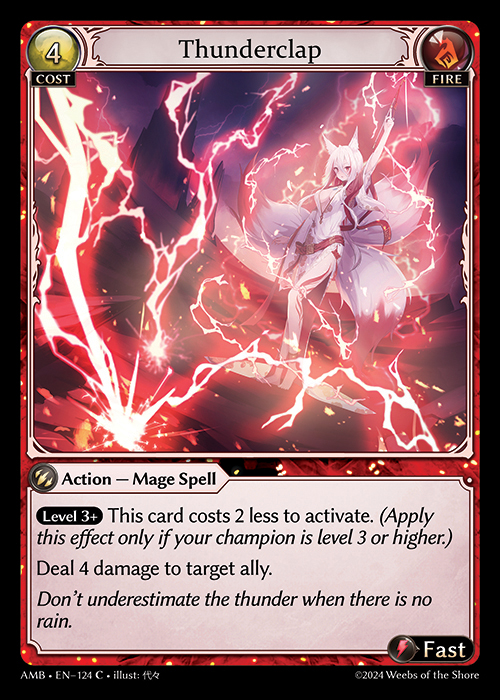 4
COST
Thunderclap
FIRE
Action — Mage Spell
Level 3+ This card costs 2 less to activate. (Apply
this effect only if your champion is level 3 or higher.)
Deal 4 damage to target ally.
Don't underestimate the thunder when there is no
rain.
Fast
AMB • EN–124 C • illust: 代々
©2024 Weebs of the Shore